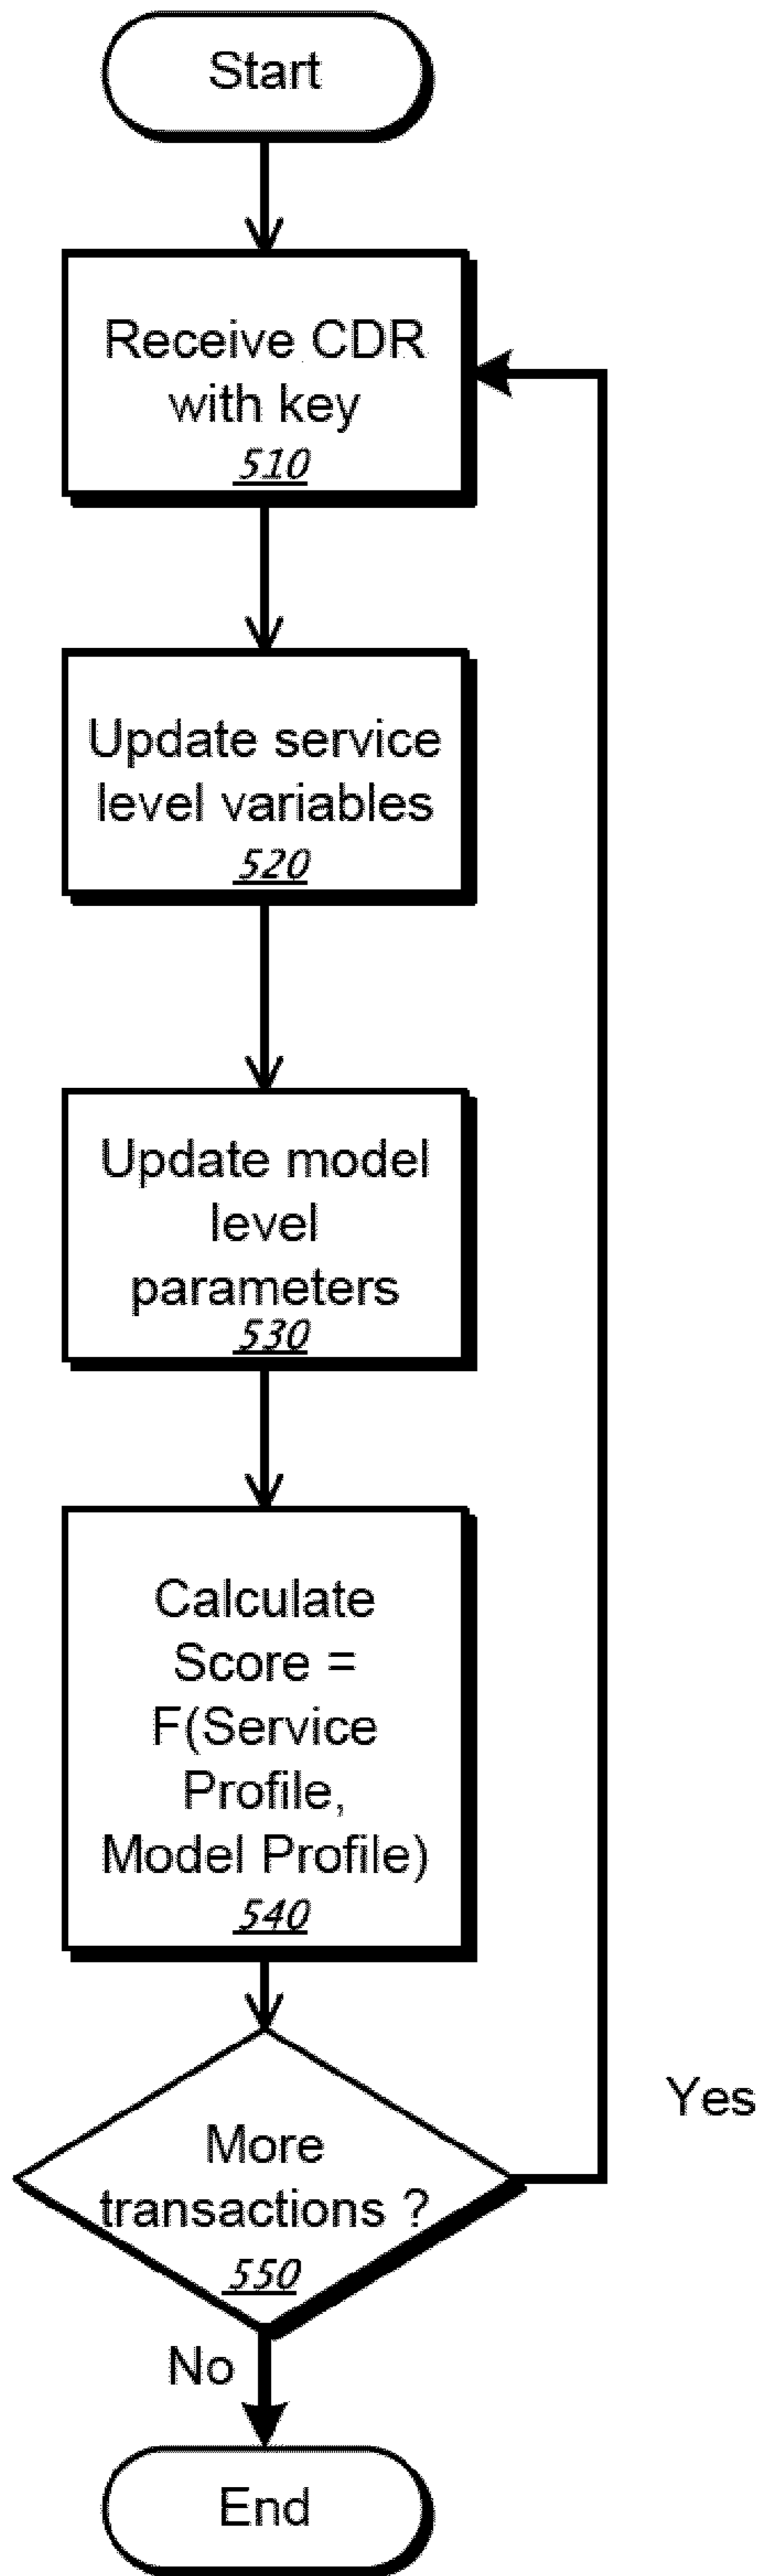 Start
Receive CDR
with key
510
Update service
level variables
520
Update model
level
parameters
530
Calculate
Score =
F(Service
Profile,
Model Profile)
540
Yes
More
transactions ?
550
No
End